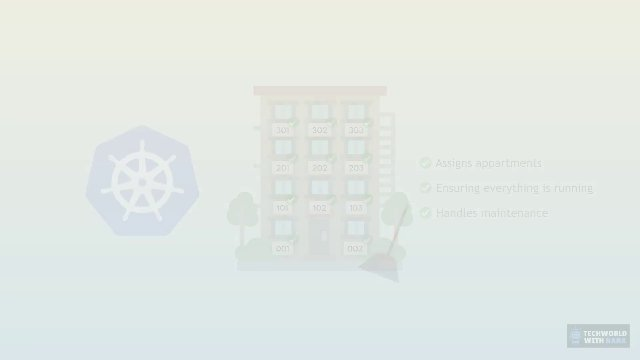 301 302 303
201 202 203
101 102 103
001 002
Assigns appartments
Ensuring everything is running
Handles maintenance
TECHWORLD
WITH NANA